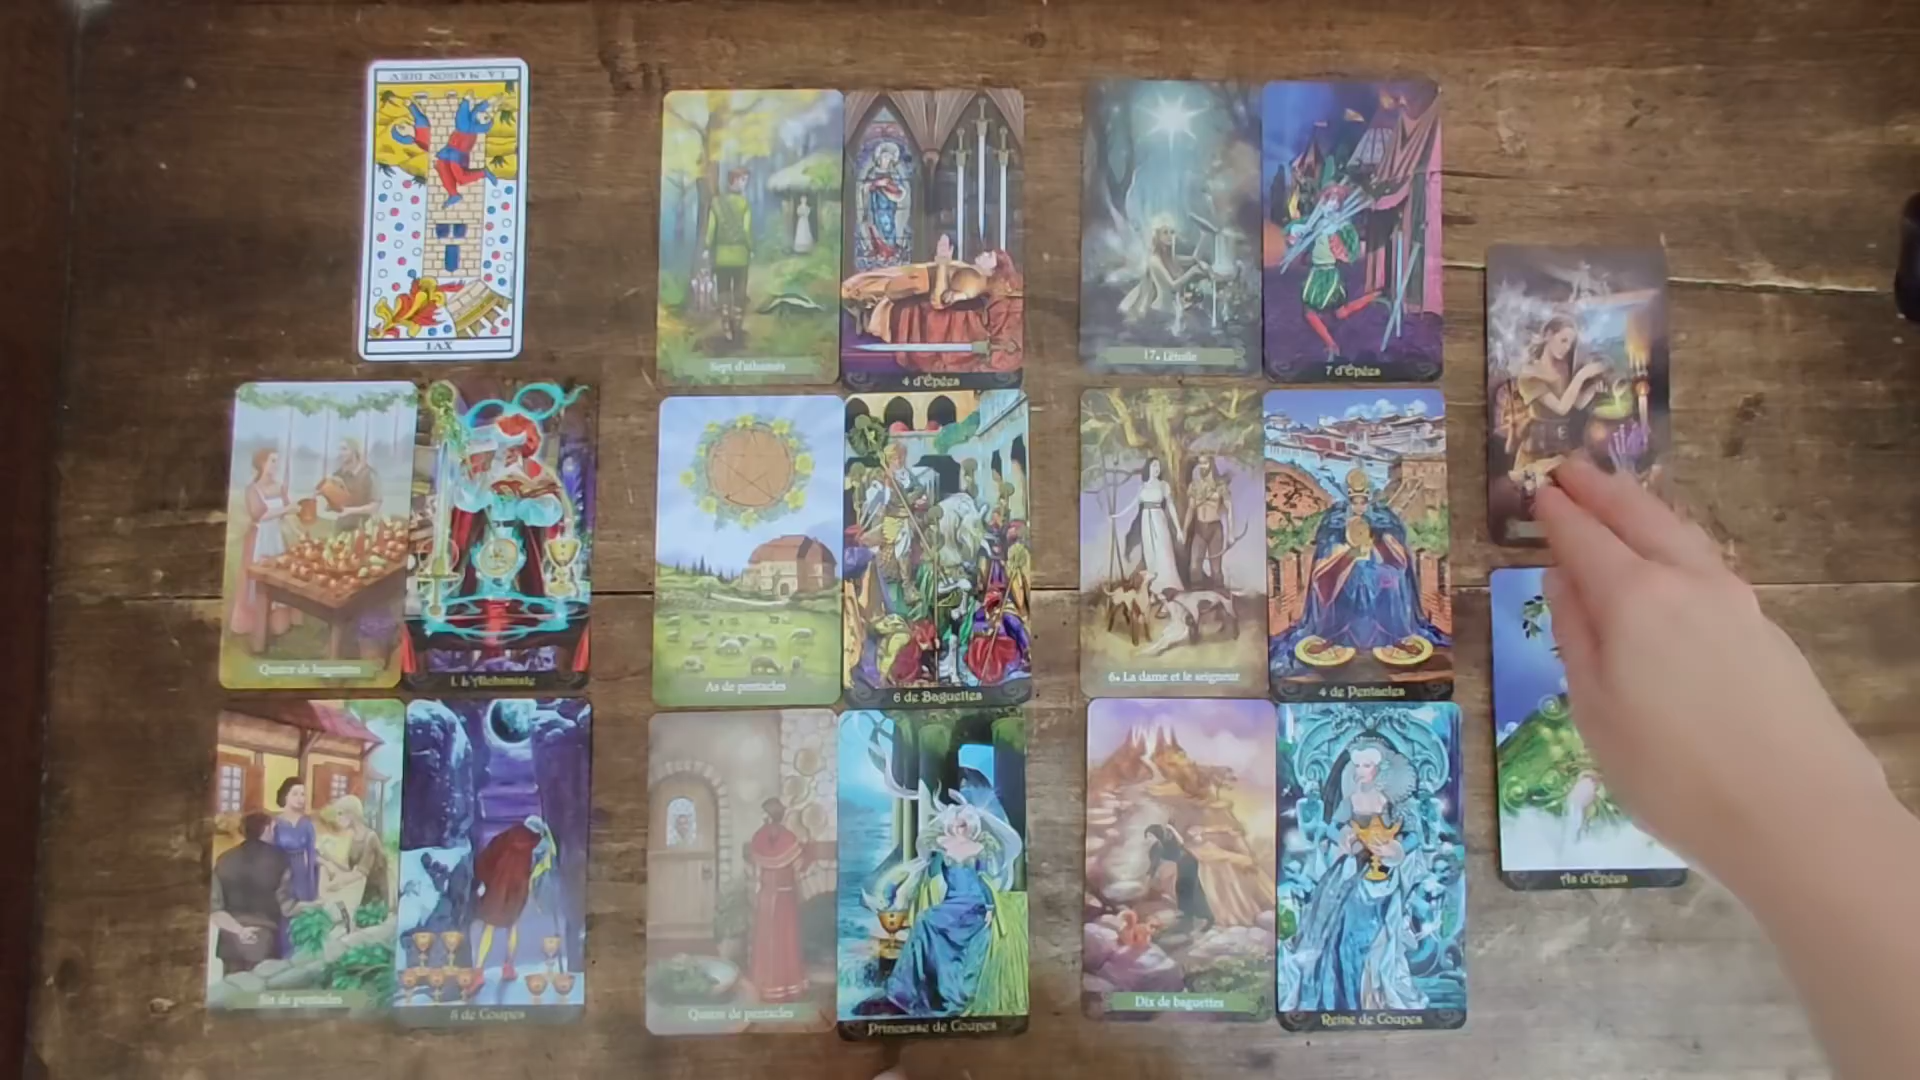 LA MAISON DIEV
XVI
Sept d'athamés
4 d'Épées
17. L'étoile
7 d'Épées
Quatre de baguettes
1. L'Alchimiste
As de pentacles
6 de Baguettes
6. La dame et le seigneur
4 de Pentacles
Six de pentacles
8 de Coupes
Quatre de pentacles
Princesse de Coupes
Dix de baguettes
Reine de Coupes
As d'Épées